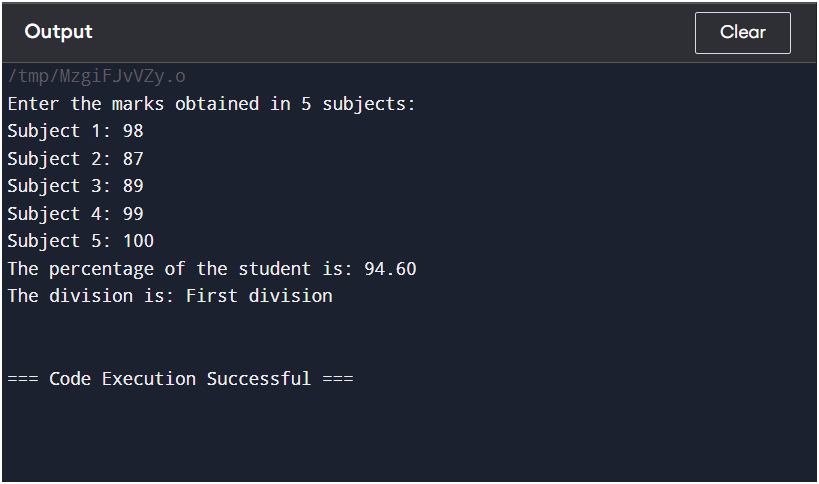 Output
Clear
/tmp/MzgiFJvVZy.o
Enter the marks obtained in 5 subjects:
Subject 1: 98
Subject 2: 87
Subject 3: 89
Subject 4: 99
Subject 5: 100
The percentage of the student is: 94.60
The division is: First division
=== Code Execution Successful ===